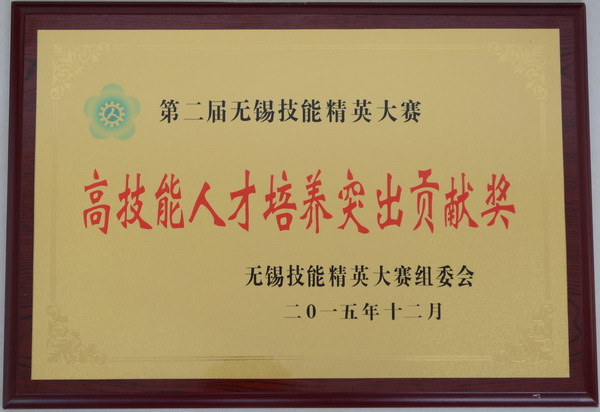 第二届无锡技能精英大赛
高技能人才培养突出贡献奖
无锡技能精英大赛组委会
二0一五年十二月